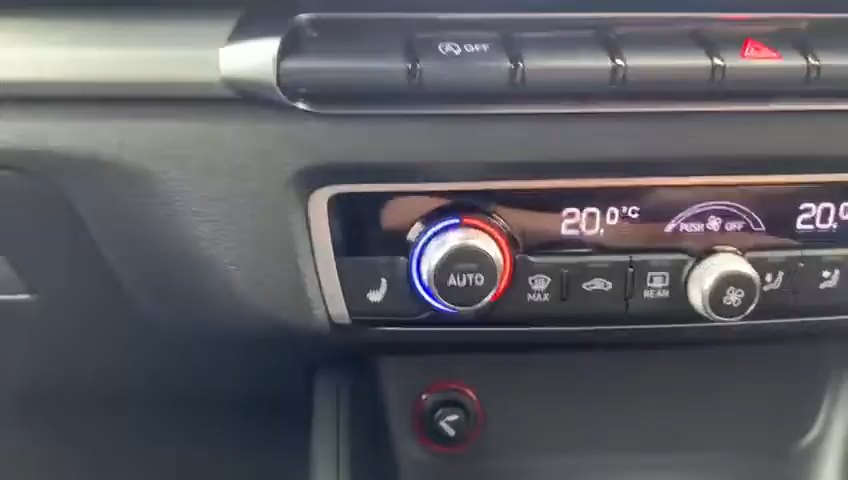 OFF
20.0°C
PUSH OFF
20.0
AUTO
MAX
REAR